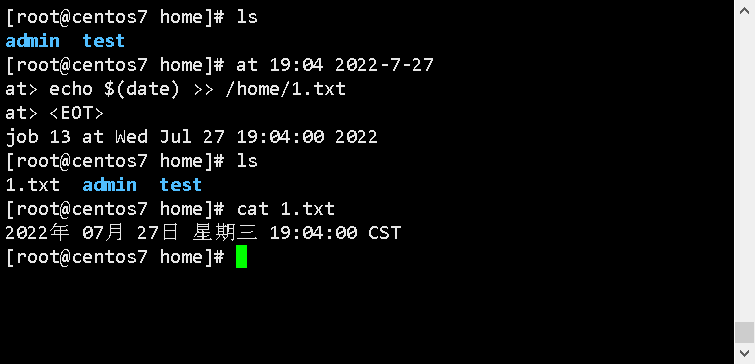 [root@centos7 home]# ls
admin  test
[root@centos7 home]# at 19:04 2022-7-27
at> echo $(date) >> /home/1.txt
at> <EOT>
job 13 at Wed Jul 27 19:04:00 2022
[root@centos7 home]# ls
1.txt  admin  test
[root@centos7 home]# cat 1.txt
2022年 07月 27日 星期三 19:04:00 CST
[root@centos7 home]#